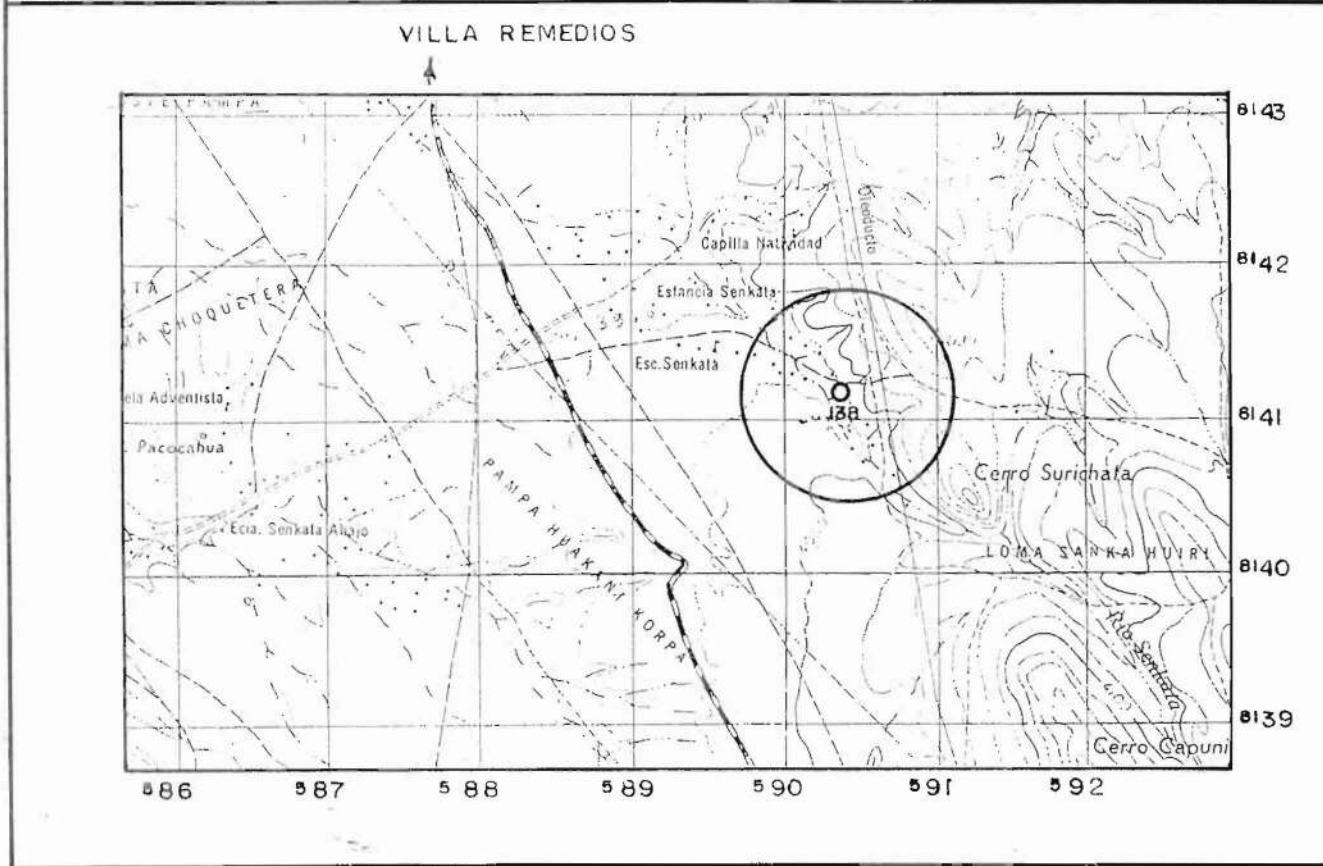 VILLA REMEDIOS
8143
Oleoducto
Capilla Natividad
8142
Estancia Senkata
CHOQUETERA
Esc. Senkata
Adventista
138
8141
Pacocahua
Cerro Surichata
PAMPA HUAKANI KORPA
Ecia. Senkata Abajo
LOMA SANKA HUIRI
8140
Rio Senkata
8139
Cerro Capuni
586 587 588 589 590 591 592